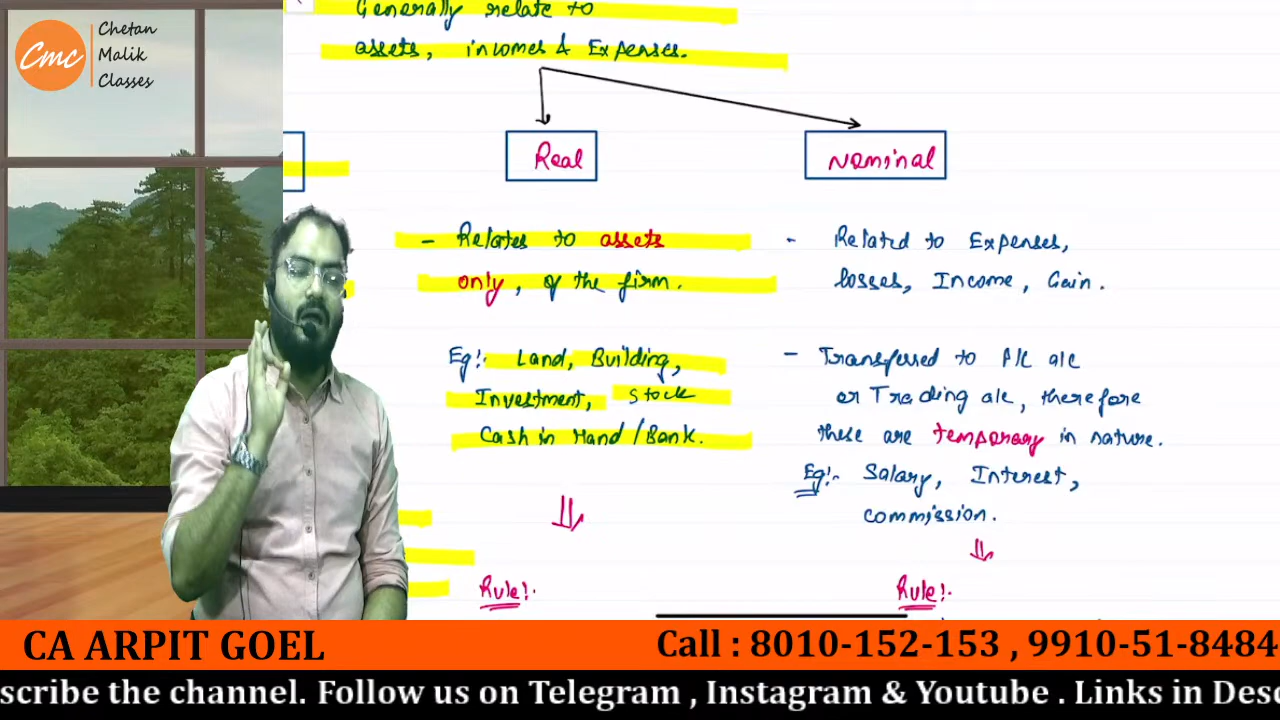 Cmc
Chetan
Malik
Classes
Generally relate to
assets, incomes & Expenses.
Real
Nominal
- Relates to assets
only, of the firm.
Eg:- Land, Building,
Investment, Stock
Cash in Hand/Bank.
Rule:-
- Related to Expenses,
losses, Income, Gain.
- Transferred to P/L a/c
or Trading a/c, therefore
these are temporary in nature.
Eg:- Salary, Interest,
commission.
Rule:-
CA ARPIT GOEL
Call : 8010-152-153 , 9910-51-8484
scribe the channel. Follow us on Telegram , Instagram & Youtube . Links in Desc